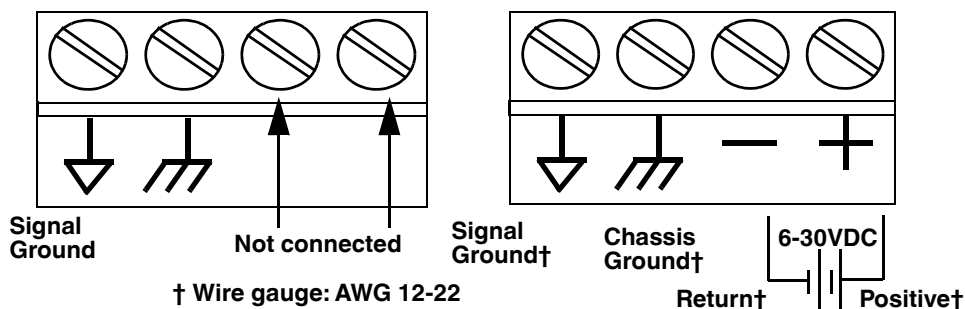 Signal
Ground
Not connected
† Wire gauge: AWG 12-22
Signal
Ground†
Chassis
Ground†
6-30VDC
Return†
Positive†